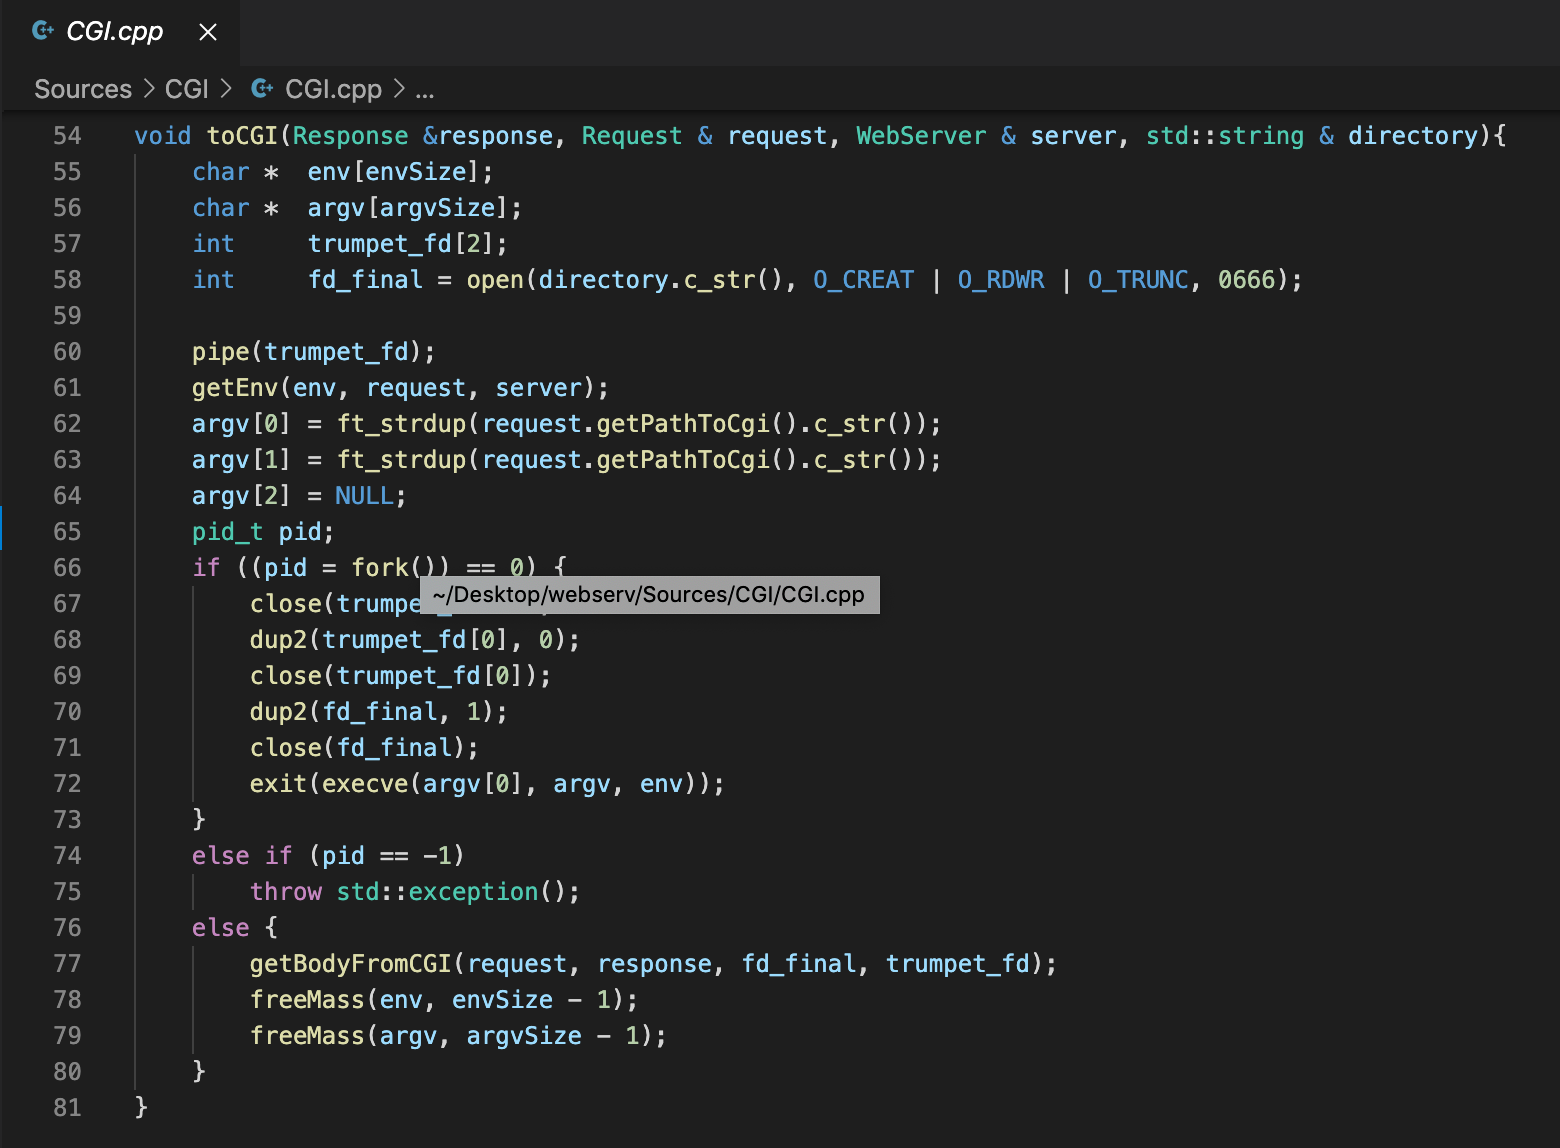 CGI.cpp
Sources > CGI > CGI.cpp > ...
54 void toCGI(Response &response, Request & request, WebServer & server, std::string & directory){
55 char * env[envSize];
56 char * argv[argvSize];
57 int trumpet_fd[2];
58 int fd_final = open(directory.c_str(), O_CREAT | O_RDWR | O_TRUNC, 0666);
59
60 pipe(trumpet_fd);
61 getEnv(env, request, server);
62 argv[0] = ft_strdup(request.getPathToCgi().c_str());
63 argv[1] = ft_strdup(request.getPathToCgi().c_str());
64 argv[2] = NULL;
65 pid_t pid;
66 if ((pid = fork()) == 0) {
~/Desktop/webserv/Sources/CGI/CGI.cpp
67 close(trumpe
68 dup2(trumpet_fd[0], 0);
69 close(trumpet_fd[0]);
70 dup2(fd_final, 1);
71 close(fd_final);
72 exit(execve(argv[0], argv, env));
73 }
74 else if (pid == -1)
75 throw std::exception();
76 else {
77 getBodyFromCGI(request, response, fd_final, trumpet_fd);
78 freeMass(env, envSize - 1);
79 freeMass(argv, argvSize - 1);
80 }
81 }